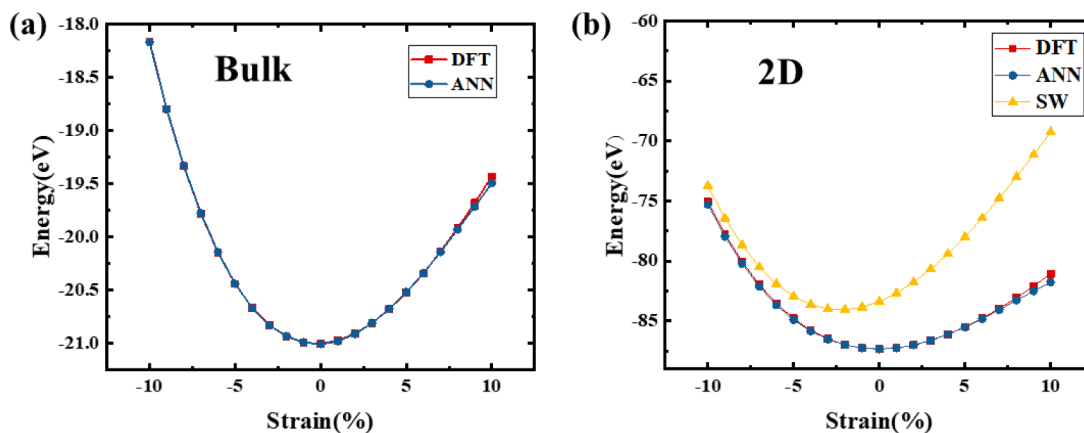 (a)
Bulk
DFT
ANN
Energy(eV)
-18.0
-18.5
-19.0
-19.5
-20.0
-20.5
-21.0
-10
-5
0
5
10
Strain(%)
(b)
2D
DFT
ANN
SW
Energy(eV)
-60
-65
-70
-75
-80
-85
-10
-5
0
5
10
Strain(%)